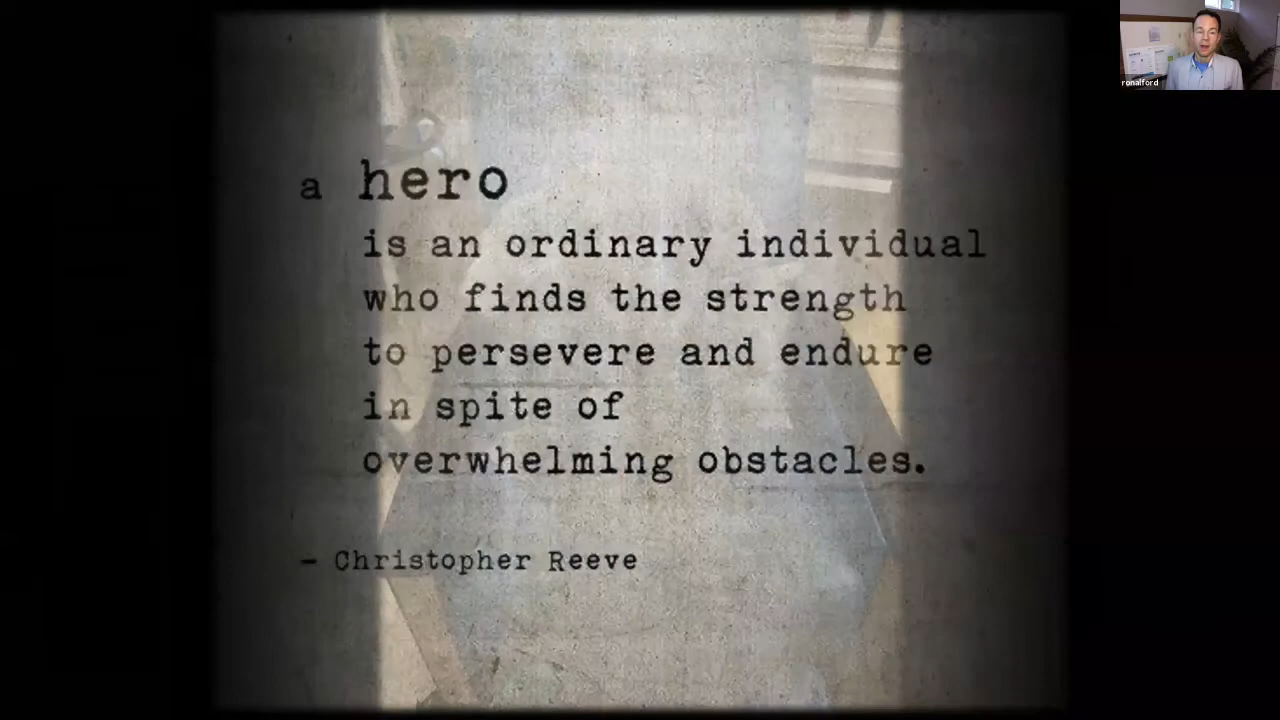 a hero
is an ordinary individual
who finds the strength
to persevere and endure
in spite of
overwhelming obstacles.
– Christopher Reeve
ronalford